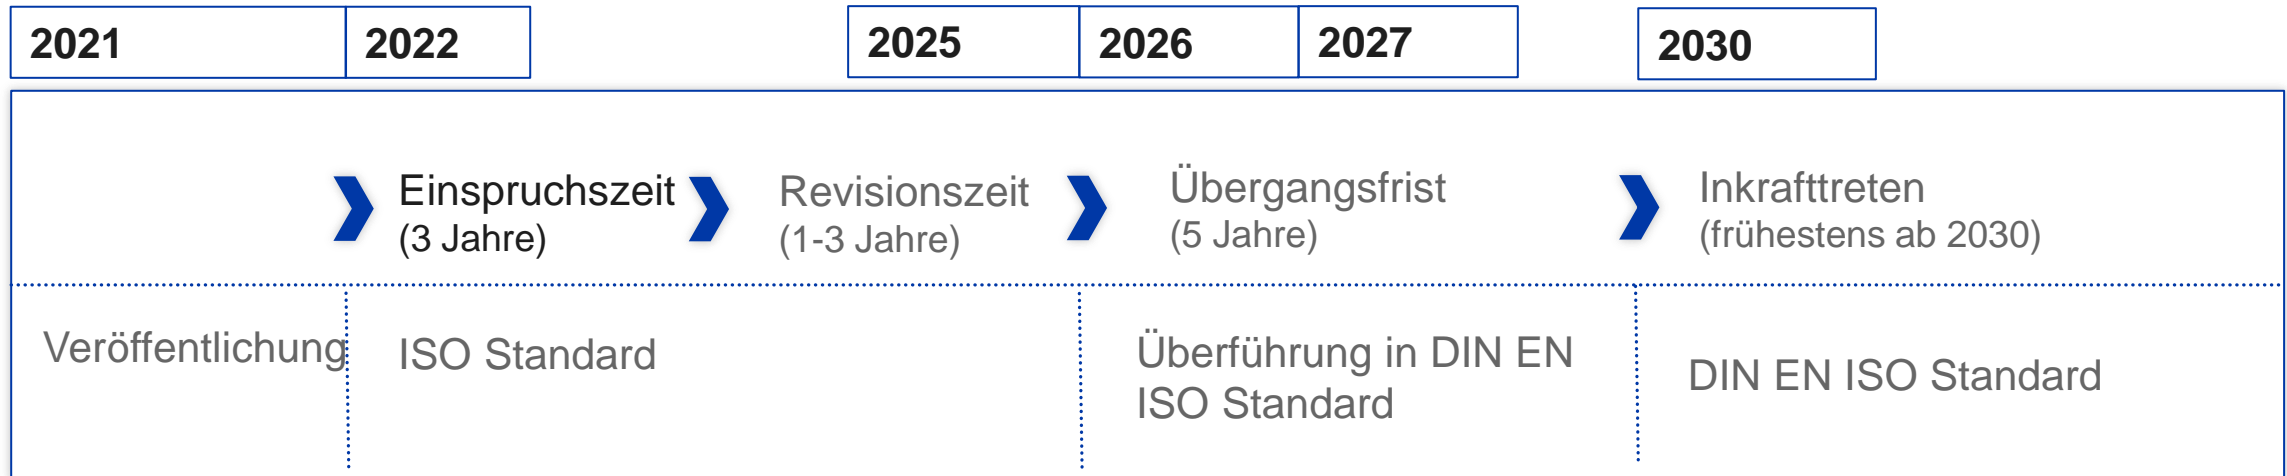 2021 2022 2025 2026 2027 2030
Einspruchszeit Revisionszeit Übergangsfrist Inkrafttreten
(3 Jahre) (1-3 Jahre) (5 Jahre) (frühestens ab 2030)
Veröffentlichung ISO Standard Überführung in DIN EN
ISO Standard DIN EN ISO Standard